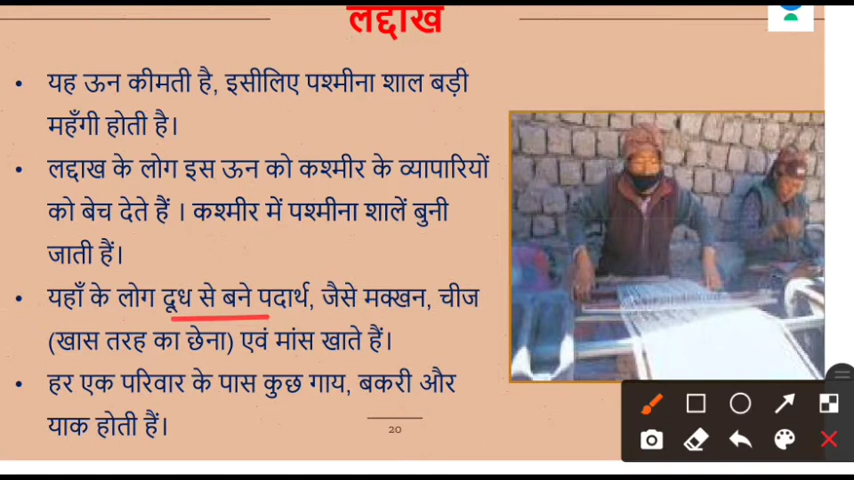 लद्दाख
• यह ऊन कीमती है, इसीलिए पश्मीना शाल बड़ी
महँगी होती है।
• लद्दाख के लोग इस ऊन को कश्मीर के व्यापारियों
को बेच देते हैं । कश्मीर में पश्मीना शालें बुनी
जाती हैं।
• यहाँ के लोग दूध से बने पदार्थ, जैसे मक्खन, चीज
(खास तरह का छेना) एवं मांस खाते हैं।
• हर एक परिवार के पास कुछ गाय, बकरी और
याक होती हैं।
20